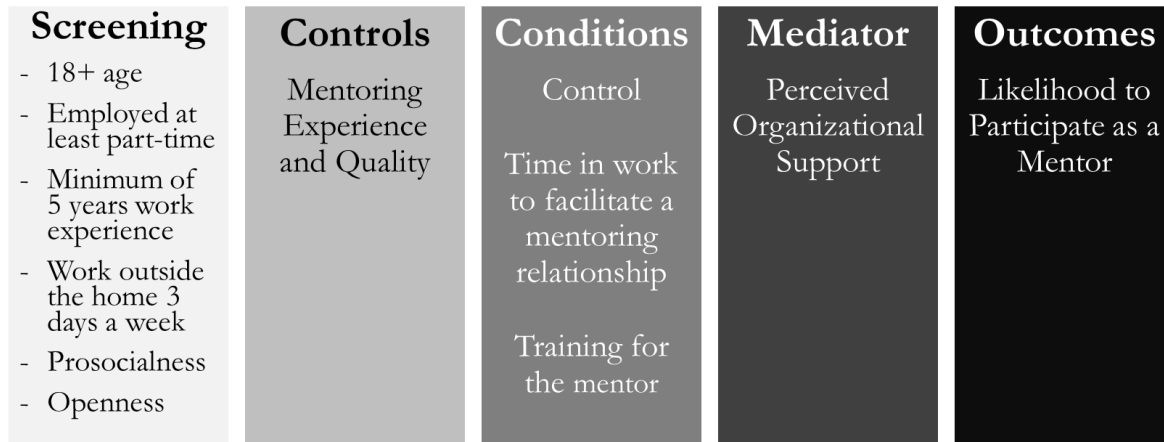 Screening
- 18+ age
- Employed at
least part-time
- Minimum of
5 years work
experience
- Work outside
the home 3
days a week
- Prosocialness
- Openness
Controls
Mentoring
Experience
and Quality
Conditions
Control
Time in work
to facilitate a
mentoring
relationship
Training for
the mentor
Mediator
Perceived
Organizational
Support
Outcomes
Likelihood to
Participate as a
Mentor